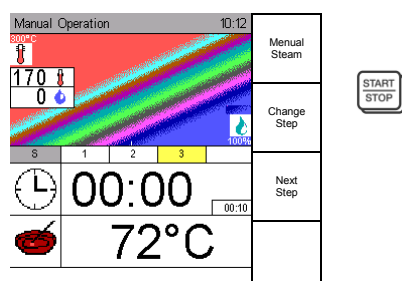 Manual Operation 10:12
300°C
170
0
100%
S 1 2 3
00:00
00:10
72°C
Menual
Steam
Change
Step
Next
Step
START
STOP